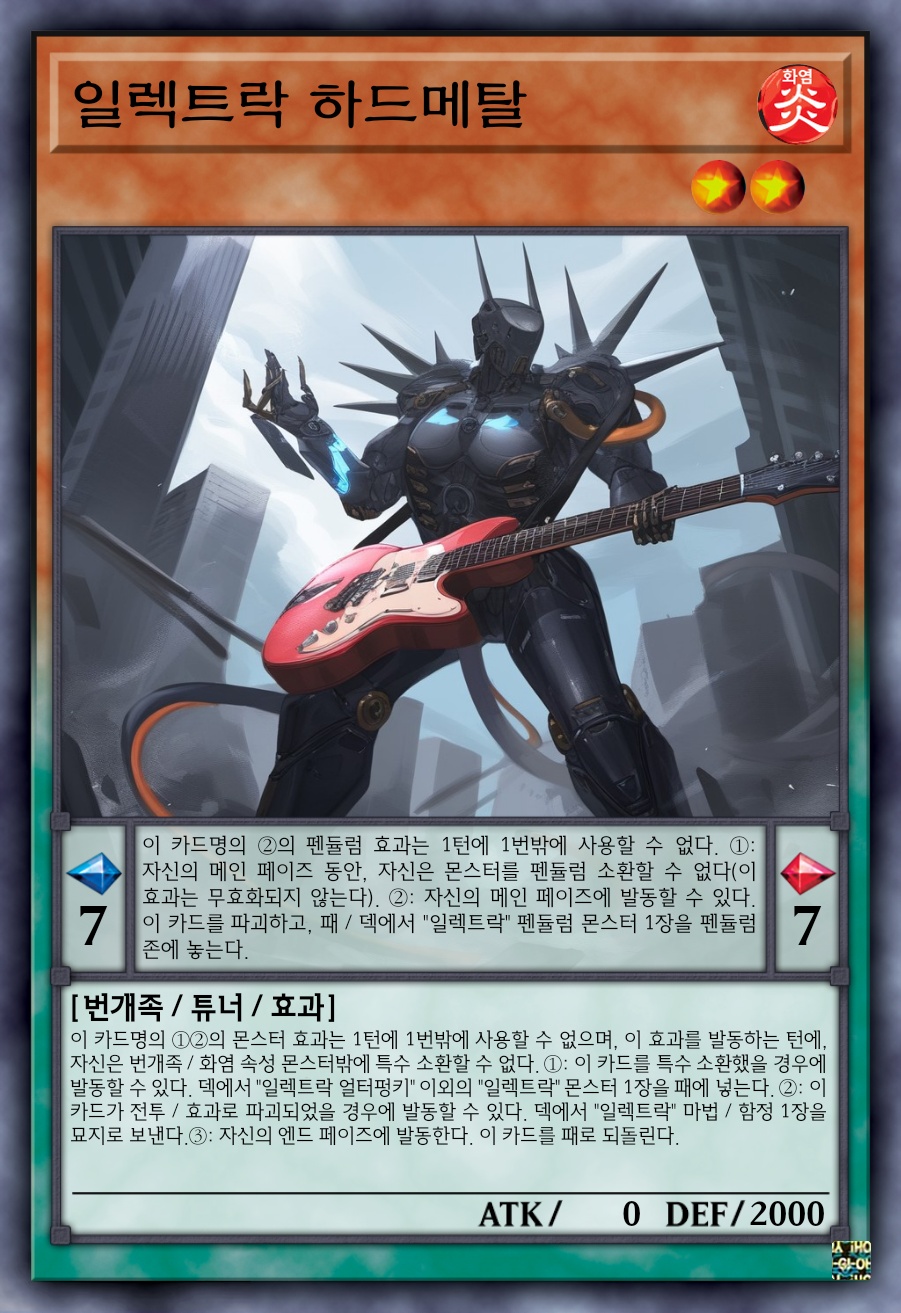 일렉트락 하드메탈
화염
炎
이 카드명의 ②의 펜듈럼 효과는 1턴에 1번밖에 사용할 수 없다. ①:
자신의 메인 페이즈 동안, 자신은 몬스터를 펜듈럼 소환할 수 없다(이
효과는 무효화되지 않는다). ②: 자신의 메인 페이즈에 발동할 수 있다.
이 카드를 파괴하고, 패 / 덱에서 "일렉트락" 펜듈럼 몬스터 1장을 펜듈럼
존에 놓는다.
7
7
[번개족 / 튜너 / 효과]
이 카드명의 ①②의 몬스터 효과는 1턴에 1번밖에 사용할 수 없으며, 이 효과를 발동하는 턴에,
자신은 번개족 / 화염 속성 몬스터밖에 특수 소환할 수 없다. ①: 이 카드를 특수 소환했을 경우에
발동할 수 있다. 덱에서 "일렉트락 얼터펑키" 이외의 "일렉트락" 몬스터 1장을 패에 넣는다. ②: 이
카드가 전투 / 효과로 파괴되었을 경우에 발동할 수 있다. 덱에서 "일렉트락" 마법 / 함정 1장을
묘지로 보낸다.③: 자신의 엔드 페이즈에 발동한다. 이 카드를 패로 되돌린다.
ATK/ 0 DEF/2000